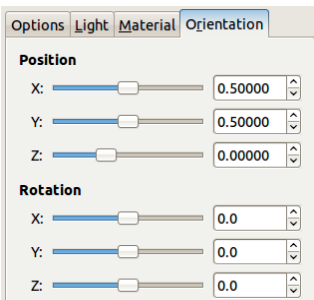 Options Light Material Orientation
Position
X: 0.50000
Y: 0.50000
Z: 0.00000
Rotation
X: 0.0
Y: 0.0
Z: 0.0